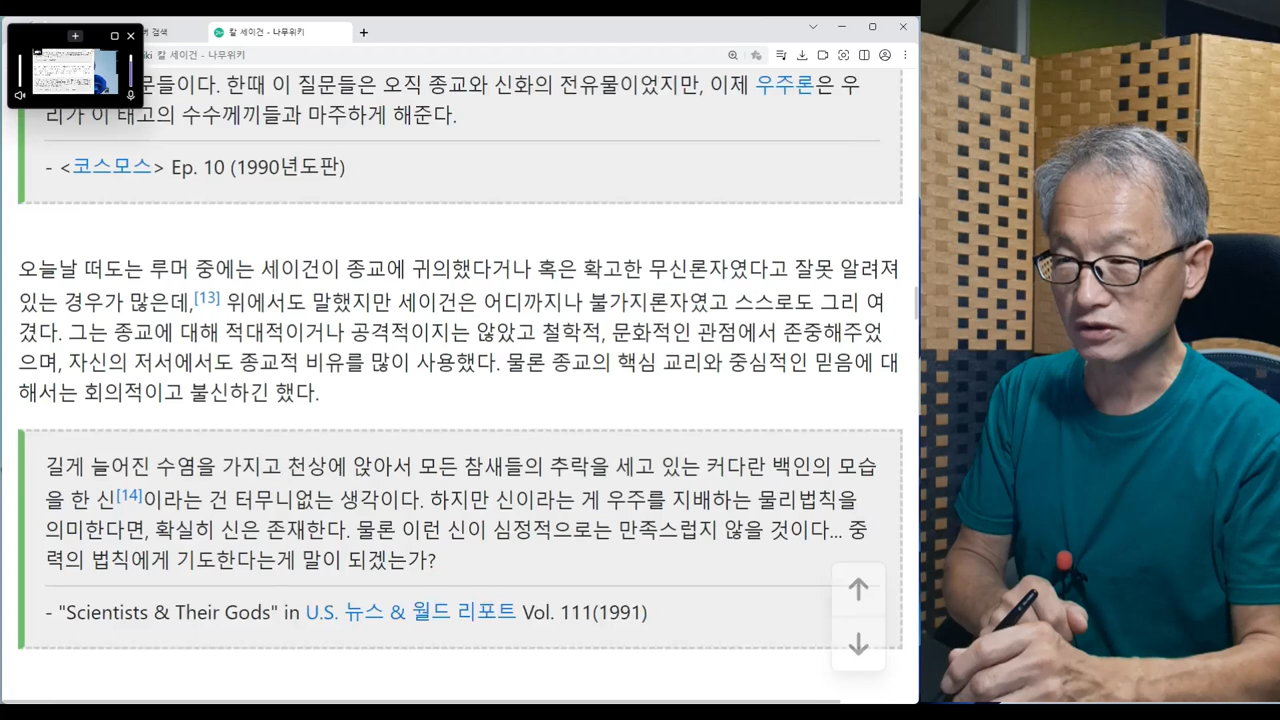 검색
칼 세이건 - 나무위키
칼 세이건 - 나무위키
문들이다. 한때 이 질문들은 오직 종교와 신화의 전유물이었지만, 이제 우주론은 우
리가 이 태고의 수수께끼들과 마주하게 해준다.
- <코스모스> Ep. 10 (1990년도판)
오늘날 떠도는 루머 중에는 세이건이 종교에 귀의했다거나 혹은 확고한 무신론자였다고 잘못 알려져
있는 경우가 많은데,[13] 위에서도 말했지만 세이건은 어디까지나 불가지론자였고 스스로도 그리 여
겼다. 그는 종교에 대해 적대적이거나 공격적이지는 않았고 철학적, 문화적인 관점에서 존중해주었
으며, 자신의 저서에서도 종교적 비유를 많이 사용했다. 물론 종교의 핵심 교리와 중심적인 믿음에 대
해서는 회의적이고 불신하긴 했다.
길게 늘어진 수염을 가지고 천상에 앉아서 모든 참새들의 추락을 세고 있는 커다란 백인의 모습
을 한 신[14]이라는 건 터무니없는 생각이다. 하지만 신이라는 게 우주를 지배하는 물리법칙을
의미한다면, 확실히 신은 존재한다. 물론 이런 신이 심정적으로는 만족스럽지 않을 것이다... 중
력의 법칙에게 기도한다는게 말이 되겠는가?
- "Scientists & Their Gods" in U.S. 뉴스 & 월드 리포트 Vol. 111(1991)